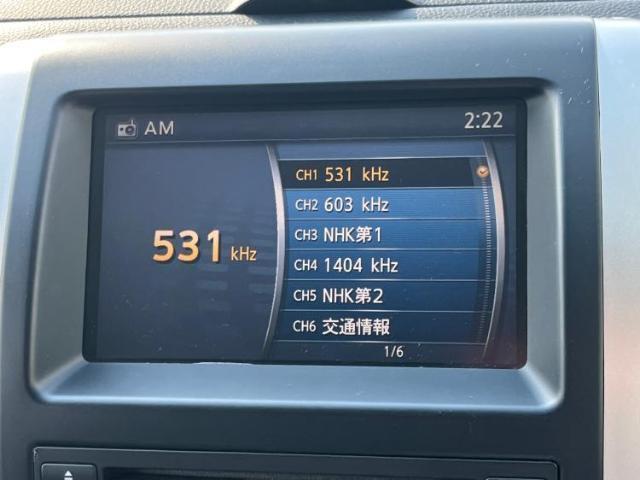 AM 2:22
531 kHz
CH1 531 kHz
CH2 603 kHz
CH3 NHK第1
CH4 1404 kHz
CH5 NHK第2
CH6 交通情報
1/6